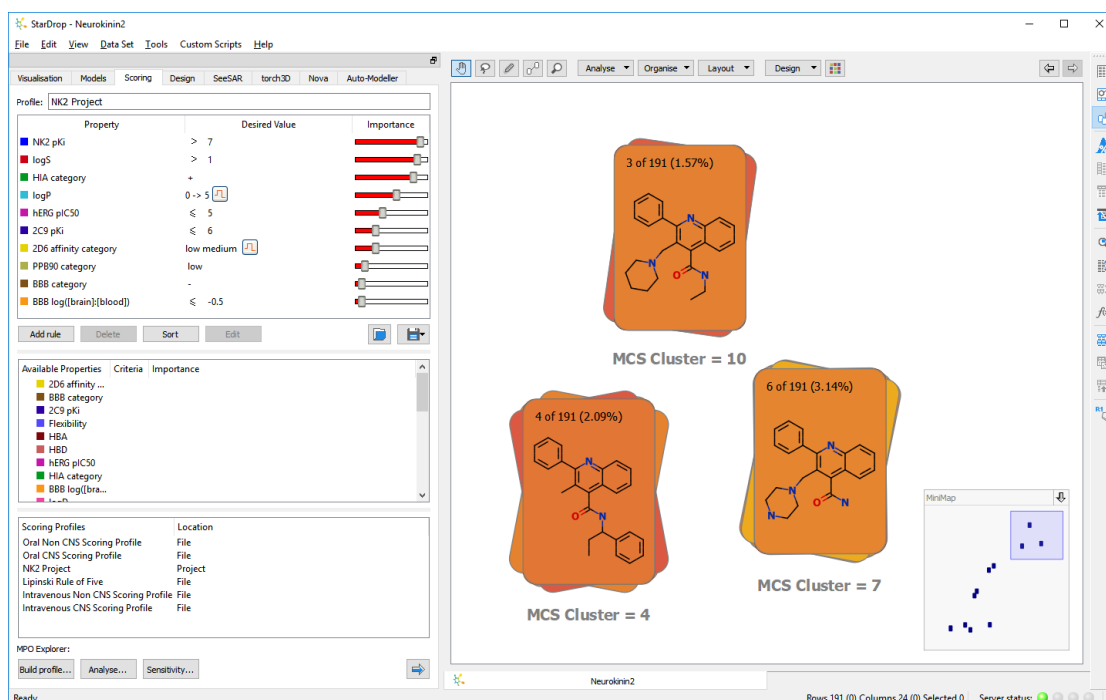 StarDrop - Neurokinin2
File Edit View Data Set Tools Custom Scripts Help
Visualisation Models Scoring Design SeeSAR torch3D Nova Auto-Modeller
Profile: NK2 Project
Property Desired Value Importance
NK2 pKi > 7
logS > 1
HIA category +
logP 0 -> 5
hERG pIC50 ≤ 5
2C9 pKi ≤ 6
2D6 affinity category low medium
PPB90 category low
BBB category -
BBB log([brain]:[blood]) ≤ -0.5
Add rule Delete Sort Edit
Available Properties Criteria Importance
2D6 affinity ...
BBB category
2C9 pKi
Flexibility
HBA
HBD
hERG pIC50
HIA category
BBB log([bra...
Scoring Profiles Location
Oral Non CNS Scoring Profile File
Oral CNS Scoring Profile File
NK2 Project Project
Lipinski Rule of Five File
Intravenous Non CNS Scoring Profile File
Intravenous CNS Scoring Profile File
MPO Explorer:
Build profile... Analyse... Sensitivity...
Ready
Analyse Organise Layout Design
3 of 191 (1.57%)
N
N
O
N
MCS Cluster = 10
4 of 191 (2.09%)
N
O
N
MCS Cluster = 4
6 of 191 (3.14%)
N
N
N
O
N
MCS Cluster = 7
MiniMap
Neurokinin2
Rows 191 (0) Columns 24 (0) Selected 0 Server status:
R1